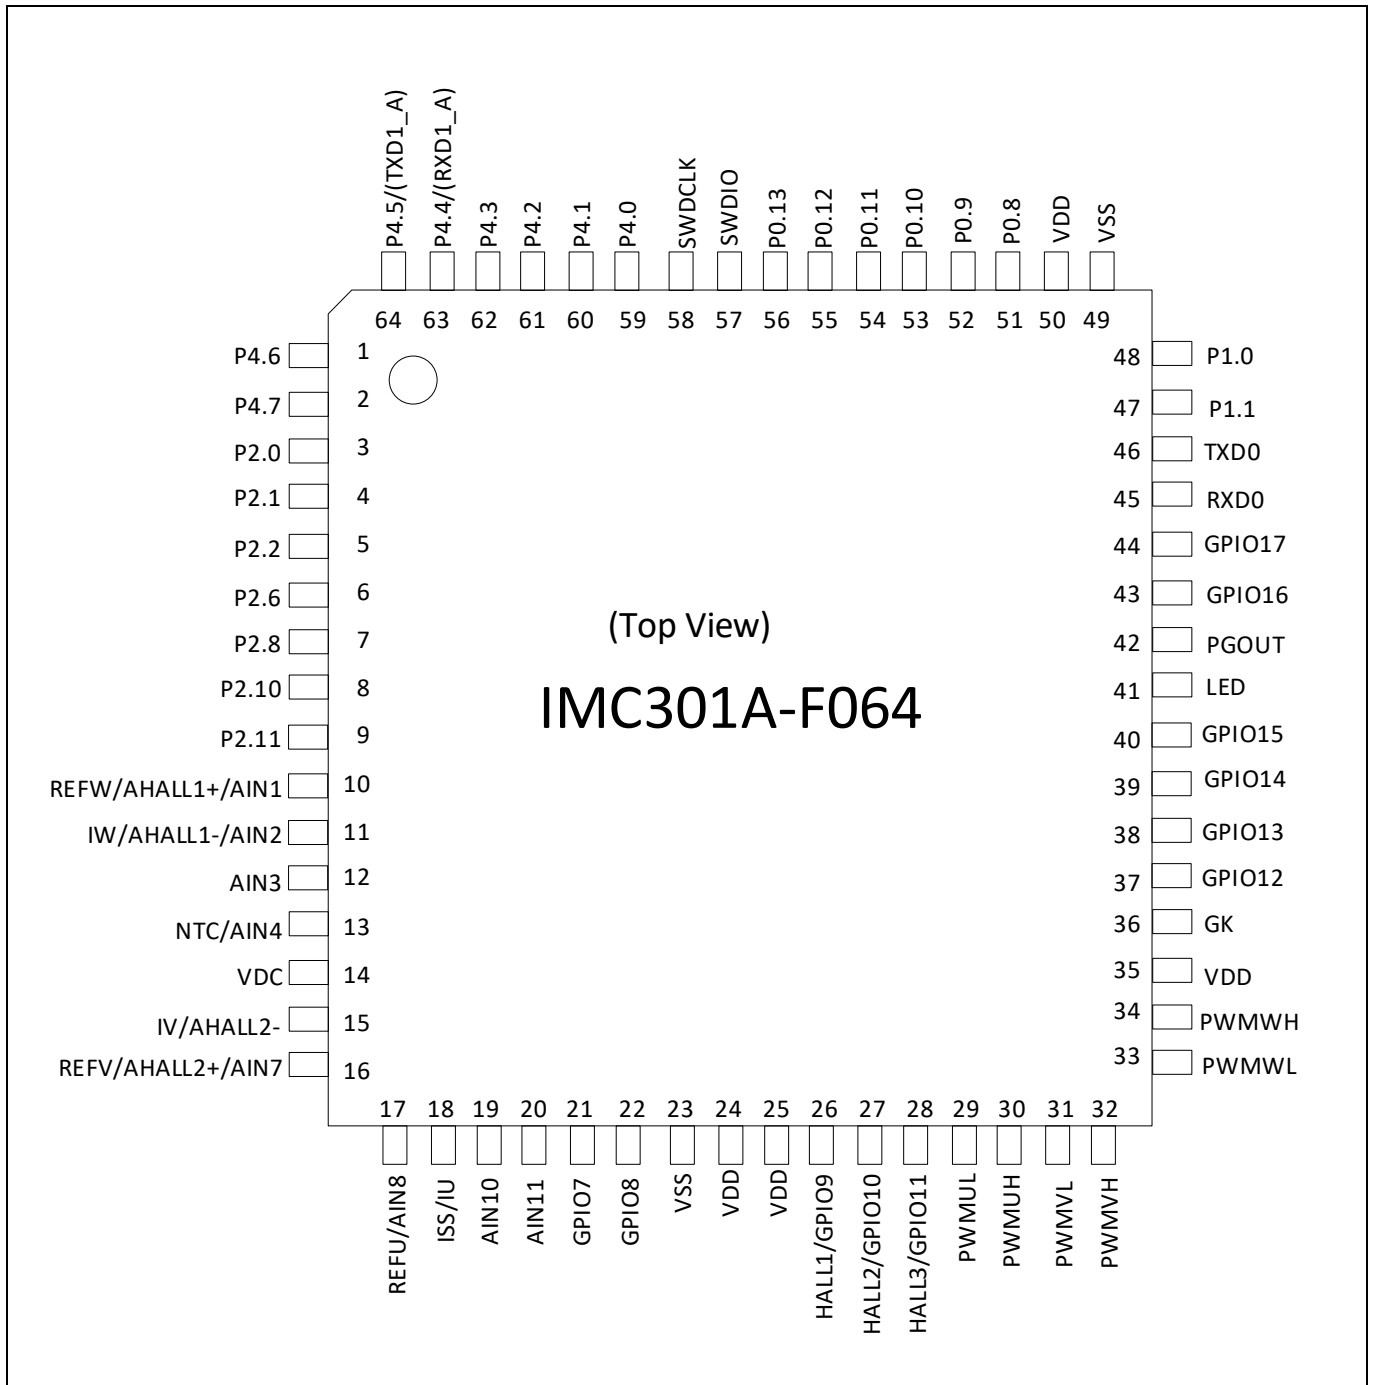 P4.5/(TXD1_A)
P4.4/(RXD1_A)
P4.3
P4.2
P4.1
P4.0
SWDCLK
SWDIO
P0.13
P0.12
P0.11
P0.10
P0.9
P0.8
VDD
VSS
64 63 62 61 60 59 58 57 56 55 54 53 52 51 50 49
P4.6 1
P4.7 2
P2.0 3
P2.1 4
P2.2 5
P2.6 6
P2.8 7
P2.10 8
P2.11 9
REFW/AHALL1+/AIN1 10
IW/AHALL1-/AIN2 11
AIN3 12
NTC/AIN4 13
VDC 14
IV/AHALL2- 15
REFV/AHALL2+/AIN7 16
(Top View)
IMC301A-F064
48 P1.0
47 P1.1
46 TXD0
45 RXD0
44 GPIO17
43 GPIO16
42 PGOUT
41 LED
40 GPIO15
39 GPIO14
38 GPIO13
37 GPIO12
36 GK
35 VDD
34 PWMWH
33 PWMWL
17 18 19 20 21 22 23 24 25 26 27 28 29 30 31 32
REFU/AIN8
ISS/IU
AIN10
AIN11
GPIO7
GPIO8
VSS
VDD
VDD
HALL1/GPIO9
HALL2/GPIO10
HALL3/GPIO11
PWMUL
PWMUH
PWMVL
PWMVH